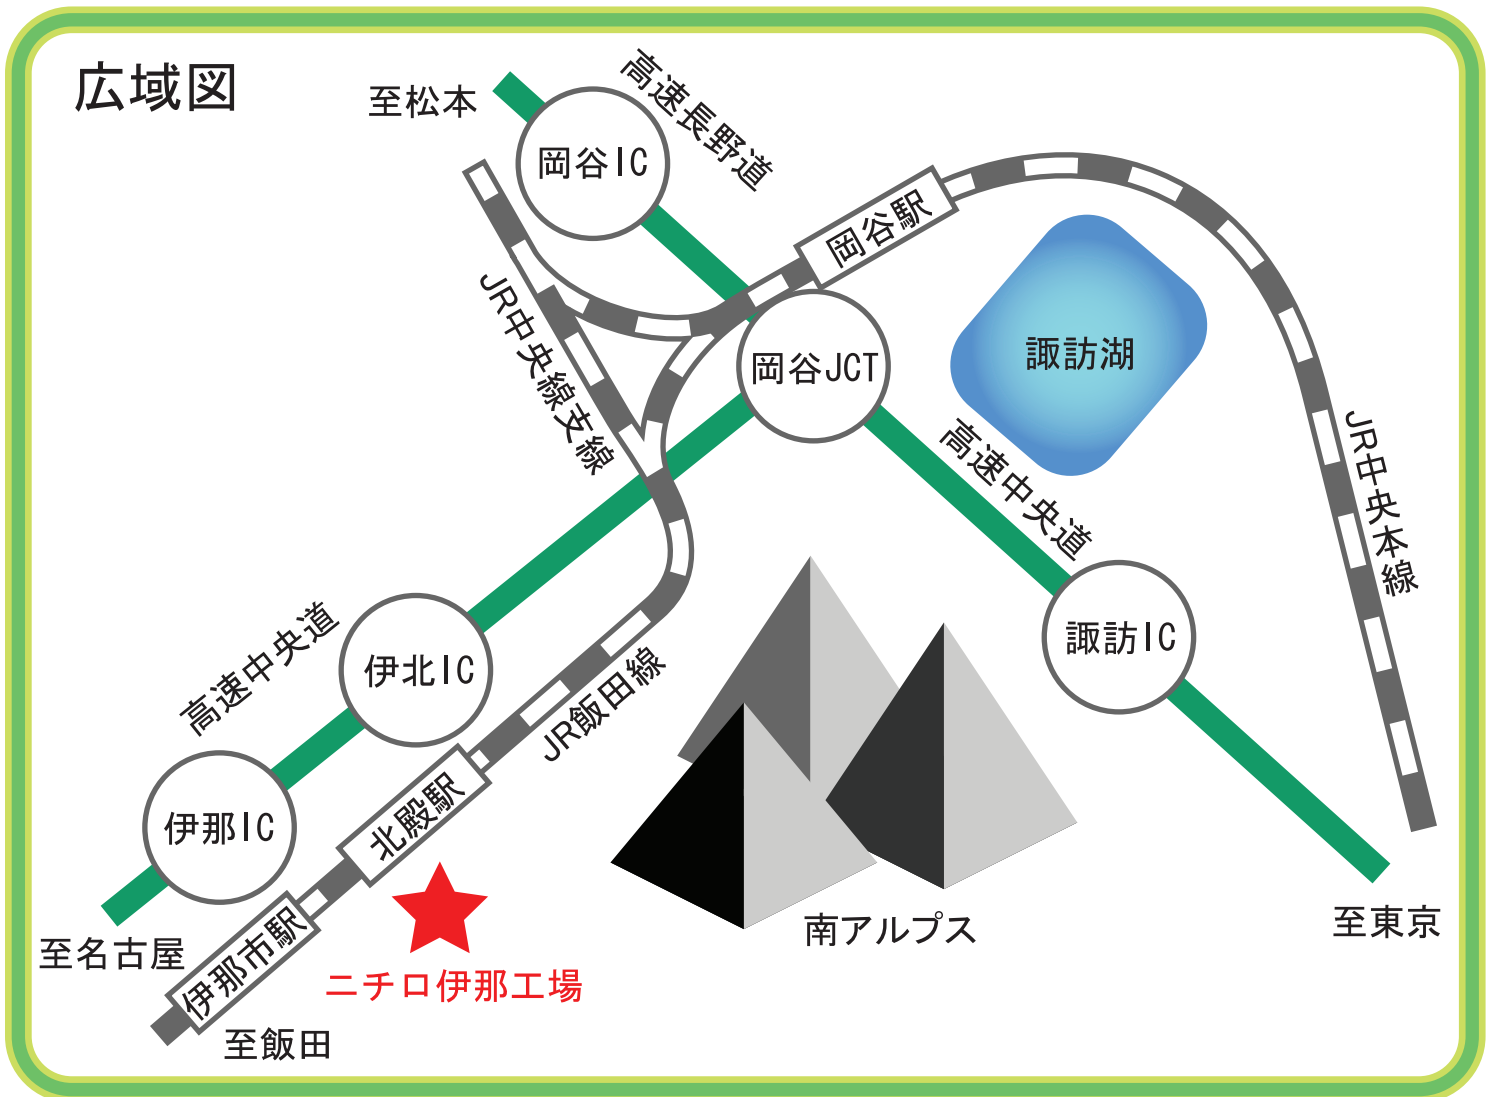 広域図
至松本
高速長野道
岡谷IC
岡谷駅
JR中央線支線
岡谷JCT
諏訪湖
高速中央道
JR中央本線
諏訪IC
高速中央道
伊北IC
JR飯田線
北殿駅
伊那IC
伊那市駅
至名古屋
ニチロ伊那工場
南アルプス
至東京
至飯田